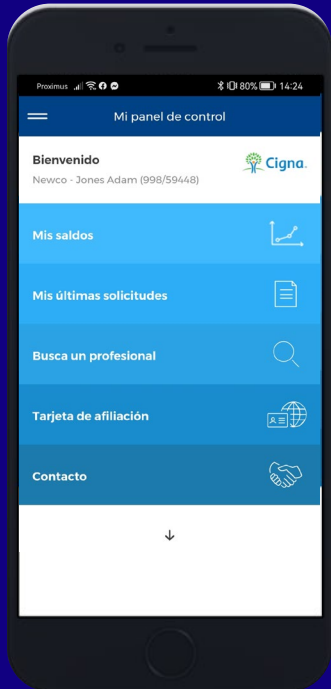 Proximus 80% 14:24
Mi panel de control
Bienvenido
Cigna.
Newco - Jones Adam (998/59448)
Mis saldos
Mis últimas solicitudes
Busca un profesional
Tarjeta de afiliación
Contacto